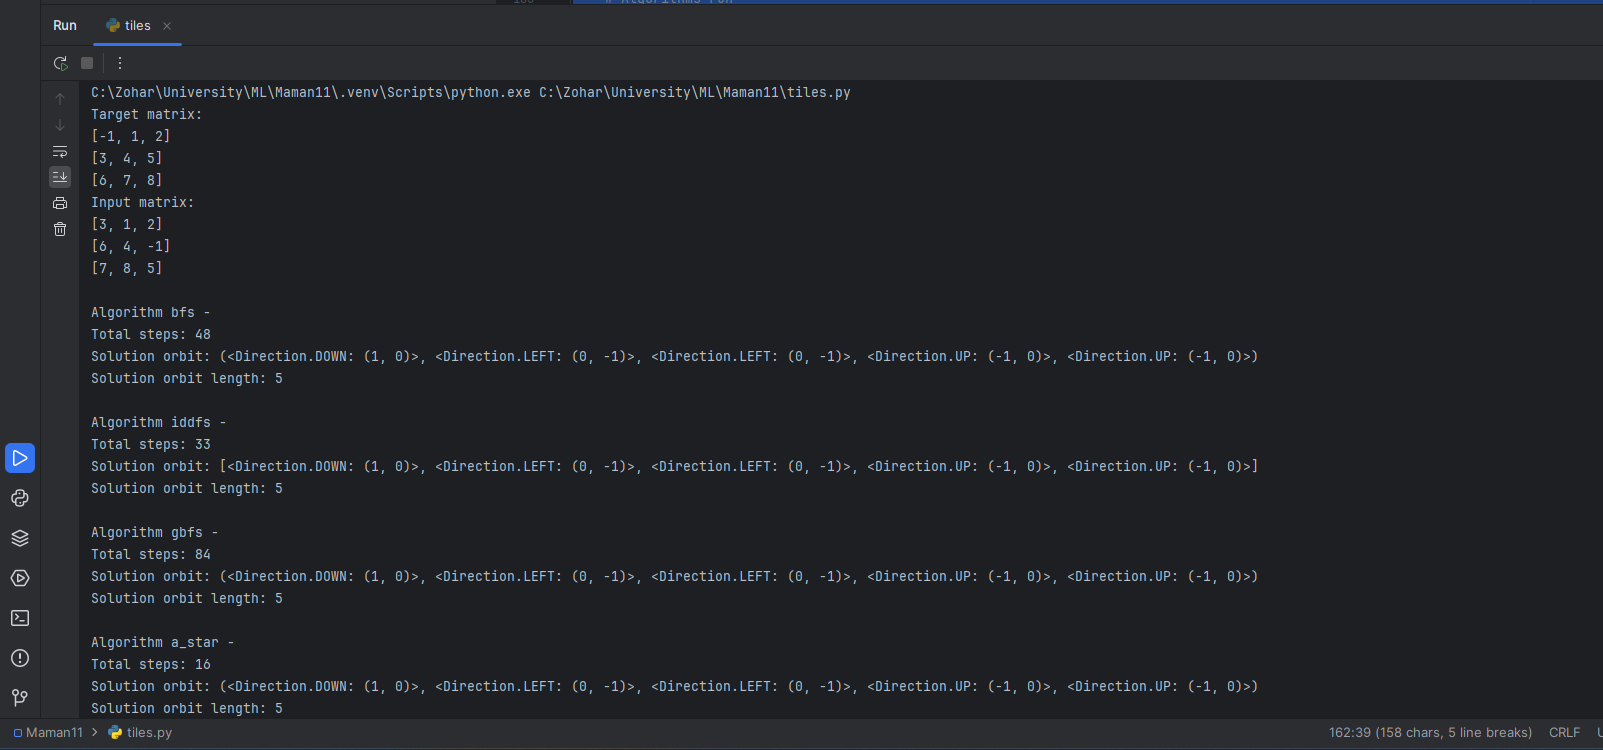 Run tiles ×
C:\Zohar\University\ML\Maman11\.venv\Scripts\python.exe C:\Zohar\University\ML\Maman11\tiles.py
Target matrix:
[-1, 1, 2]
[3, 4, 5]
[6, 7, 8]
Input matrix:
[3, 1, 2]
[6, 4, -1]
[7, 8, 5]
Algorithm bfs -
Total steps: 48
Solution orbit: (<Direction.DOWN: (1, 0)>, <Direction.LEFT: (0, -1)>, <Direction.LEFT: (0, -1)>, <Direction.UP: (-1, 0)>, <Direction.UP: (-1, 0)>)
Solution orbit length: 5
Algorithm iddfs -
Total steps: 33
Solution orbit: [<Direction.DOWN: (1, 0)>, <Direction.LEFT: (0, -1)>, <Direction.LEFT: (0, -1)>, <Direction.UP: (-1, 0)>, <Direction.UP: (-1, 0)>]
Solution orbit length: 5
Algorithm gbfs -
Total steps: 84
Solution orbit: (<Direction.DOWN: (1, 0)>, <Direction.LEFT: (0, -1)>, <Direction.LEFT: (0, -1)>, <Direction.UP: (-1, 0)>, <Direction.UP: (-1, 0)>)
Solution orbit length: 5
Algorithm a_star -
Total steps: 16
Solution orbit: (<Direction.DOWN: (1, 0)>, <Direction.LEFT: (0, -1)>, <Direction.LEFT: (0, -1)>, <Direction.UP: (-1, 0)>, <Direction.UP: (-1, 0)>)
Solution orbit length: 5
Maman11 > tiles.py 162:39 (158 chars, 5 line breaks) CRLF